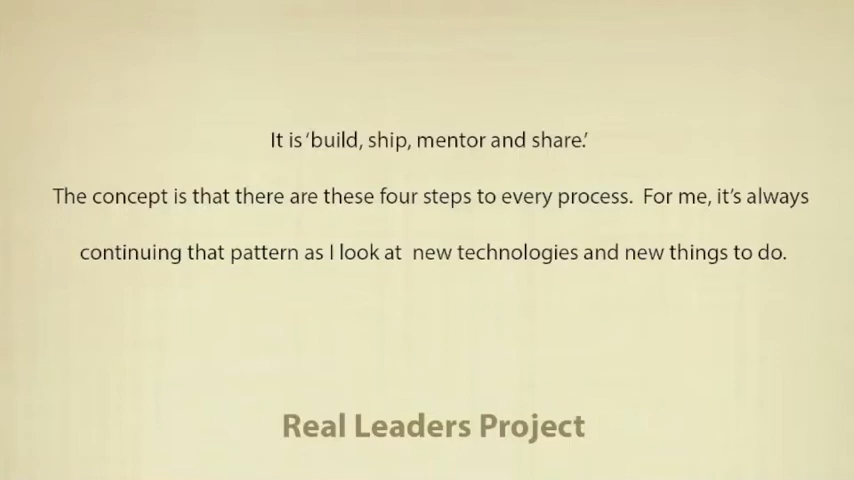 It is ‘build, ship, mentor and share.’
The concept is that there are these four steps to every process.  For me, it’s always
continuing that pattern as I look at  new technologies and new things to do.
Real Leaders Project